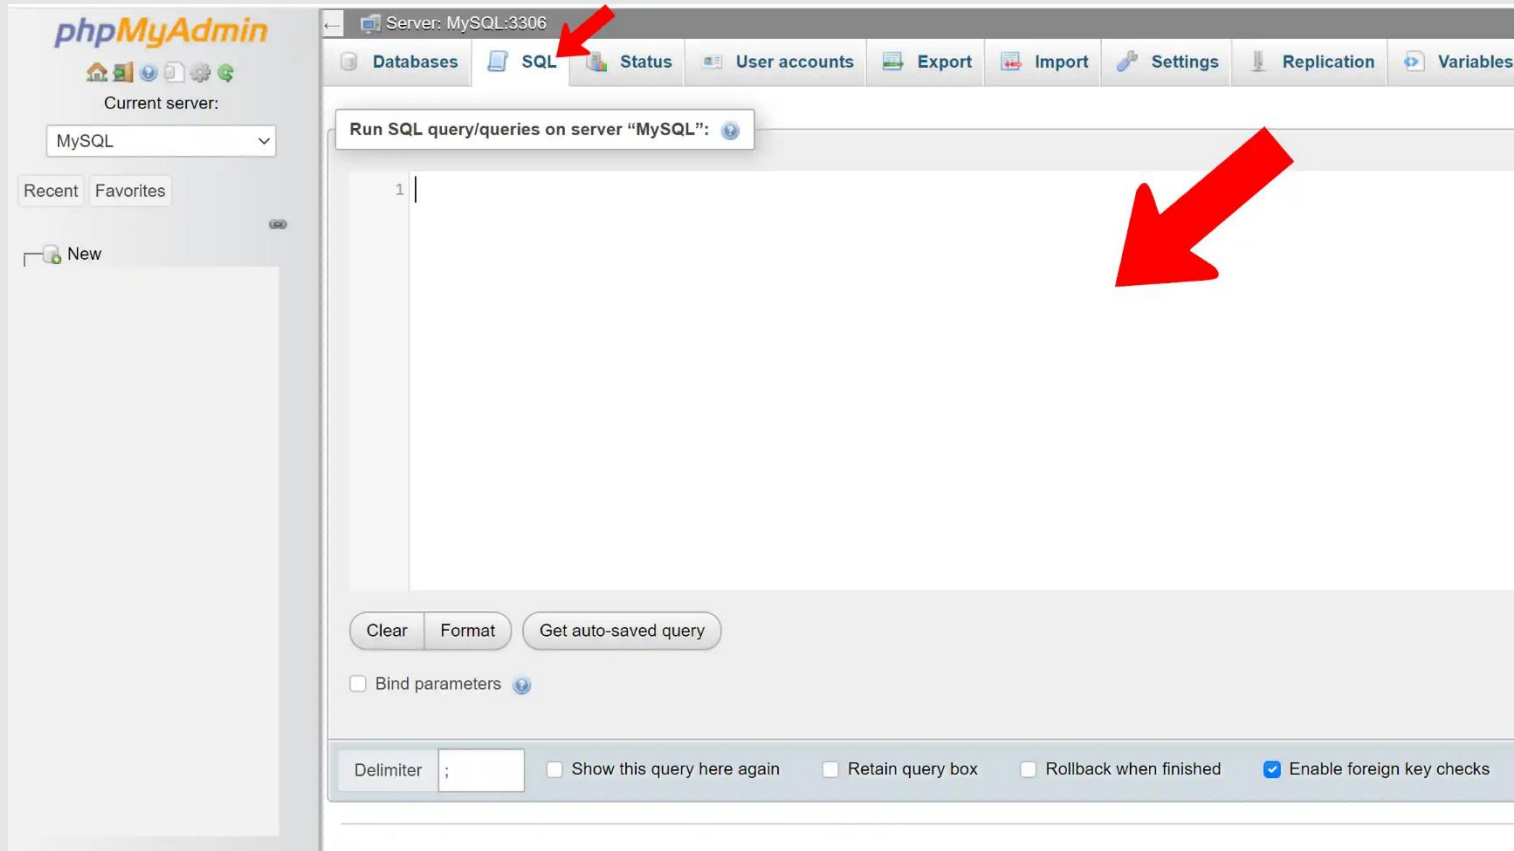 phpMyAdmin
Current server:
MySQL
Recent Favorites
New
Server: MySQL:3306
Databases SQL Status User accounts Export Import Settings Replication Variables
Run SQL query/queries on server “MySQL”:
1
Clear Format Get auto-saved query
Bind parameters
Delimiter ; Show this query here again Retain query box Rollback when finished Enable foreign key checks